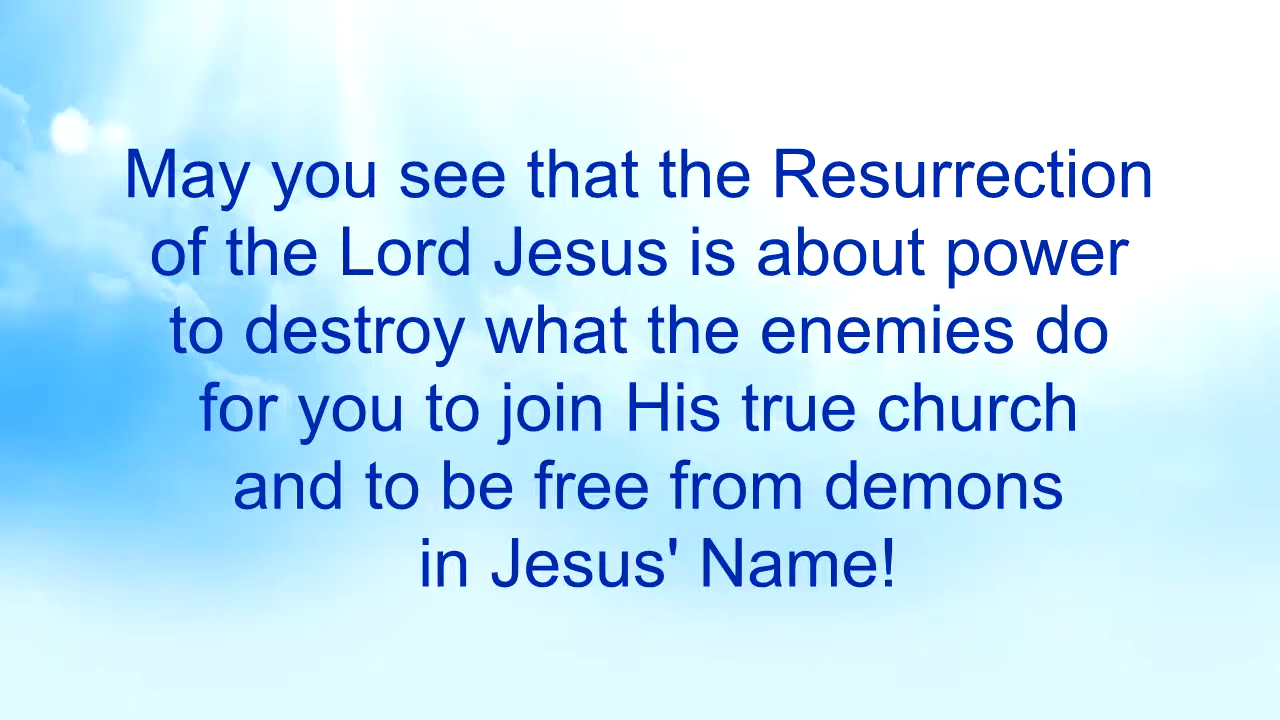 May you see that the Resurrection
of the Lord Jesus is about power
to destroy what the enemies do
for you to join His true church
and to be free from demons
in Jesus' Name!